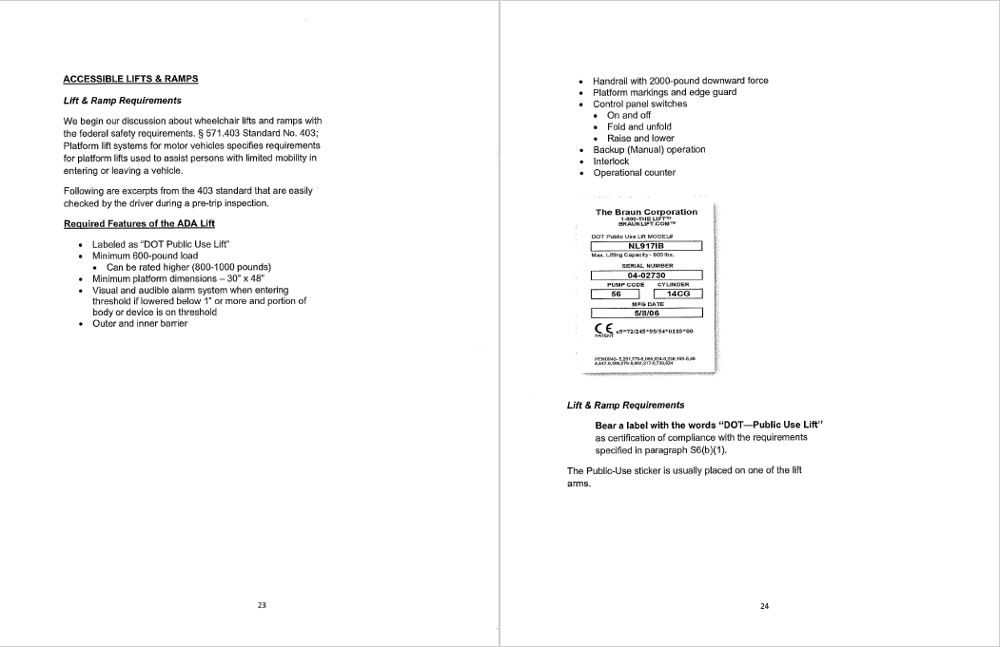 ACCESSIBLE LIFTS & RAMPS
Lift & Ramp Requirements
We begin our discussion about wheelchair lifts and ramps with
the federal safety requirements. § 571.403 Standard No. 403;
Platform lift systems for motor vehicles specifies requirements
for platform lifts used to assist persons with limited mobility in
entering or leaving a vehicle.
Following are excerpts from the 403 standard that are easily
checked by the driver during a pre-trip inspection.
Required Features of the ADA Lift
• Labeled as "DOT Public Use Lift"
• Minimum 600-pound load
• Can be rated higher (800-1000 pounds)
• Minimum platform dimensions – 30" x 48"
• Visual and audible alarm system when entering
threshold if lowered below 1" or more and portion of
body or device is on threshold
• Outer and inner barrier
23
• Handrail with 2000-pound downward force
• Platform markings and edge guard
• Control panel switches
• On and off
• Fold and unfold
• Raise and lower
• Backup (Manual) operation
• Interlock
• Operational counter
The Braun Corporation
1-800-THE LIFT™
BRAUNLIFT.COM™
DOT Public Use Lift MODEL#
NL917IB
Max. Lifting Capacity - 800 lbs.
SERIAL NUMBER
04-02730
PUMP CODE CYLINDER
56 14CG
MFG DATE
5/8/06
CE e5*72/245*95/54*0110*00
PATENT
Lift & Ramp Requirements
Bear a label with the words "DOT—Public Use Lift"
as certification of compliance with the requirements
specified in paragraph S6(b)(1).
The Public-Use sticker is usually placed on one of the lift
arms.
24